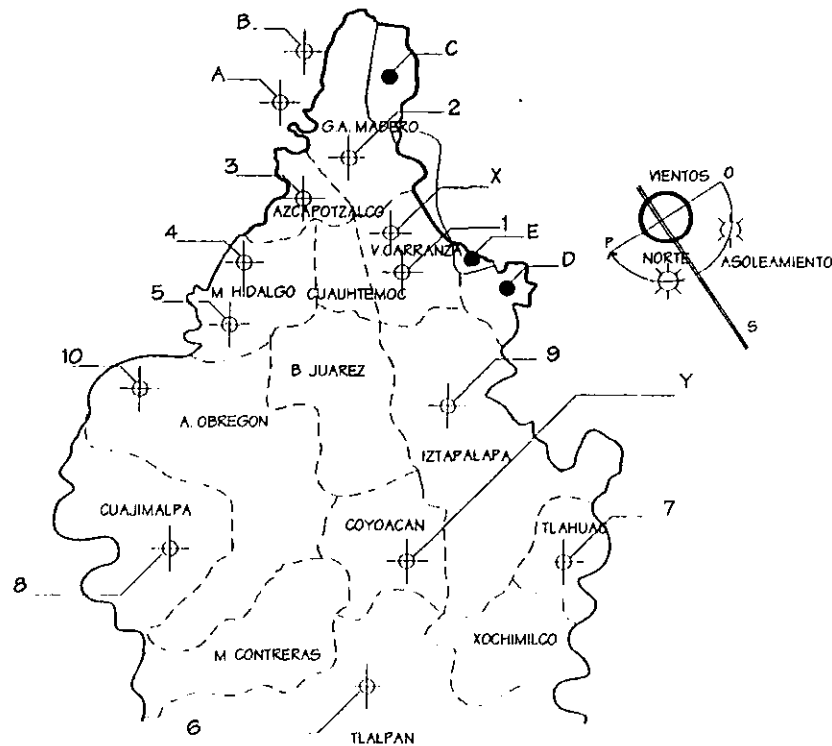 B
C
A
2
G.A. MADERO
3
X
VIENTOS
O
AZCAPOTZALCO
1
E
P
4
V. CARRANZA
D
NORTE
ASOLEAMIENTO
M. HIDALGO
CUAUHTEMOC
5
S
10
9
Y
B. JUAREZ
A. OBREGON
IZTAPALAPA
CUAJIMALPA
COYOACAN
TLAHUAC
7
8
M. CONTRERAS
XOCHIMILCO
6
TLALPAN